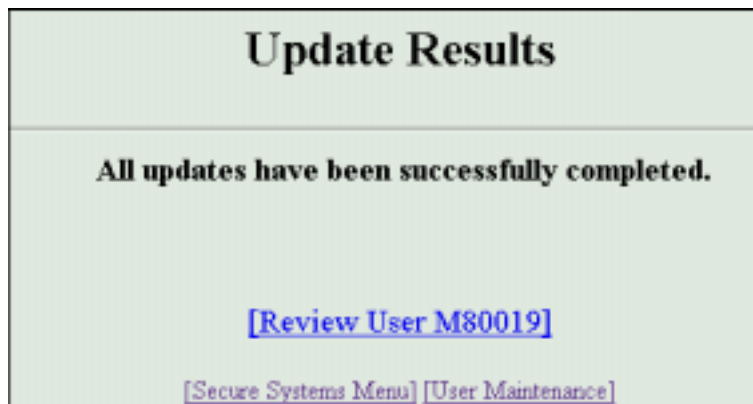 Update Results
All updates have been successfully completed.
[Review User M80019]
[Secure Systems Menu] [User Maintenance]